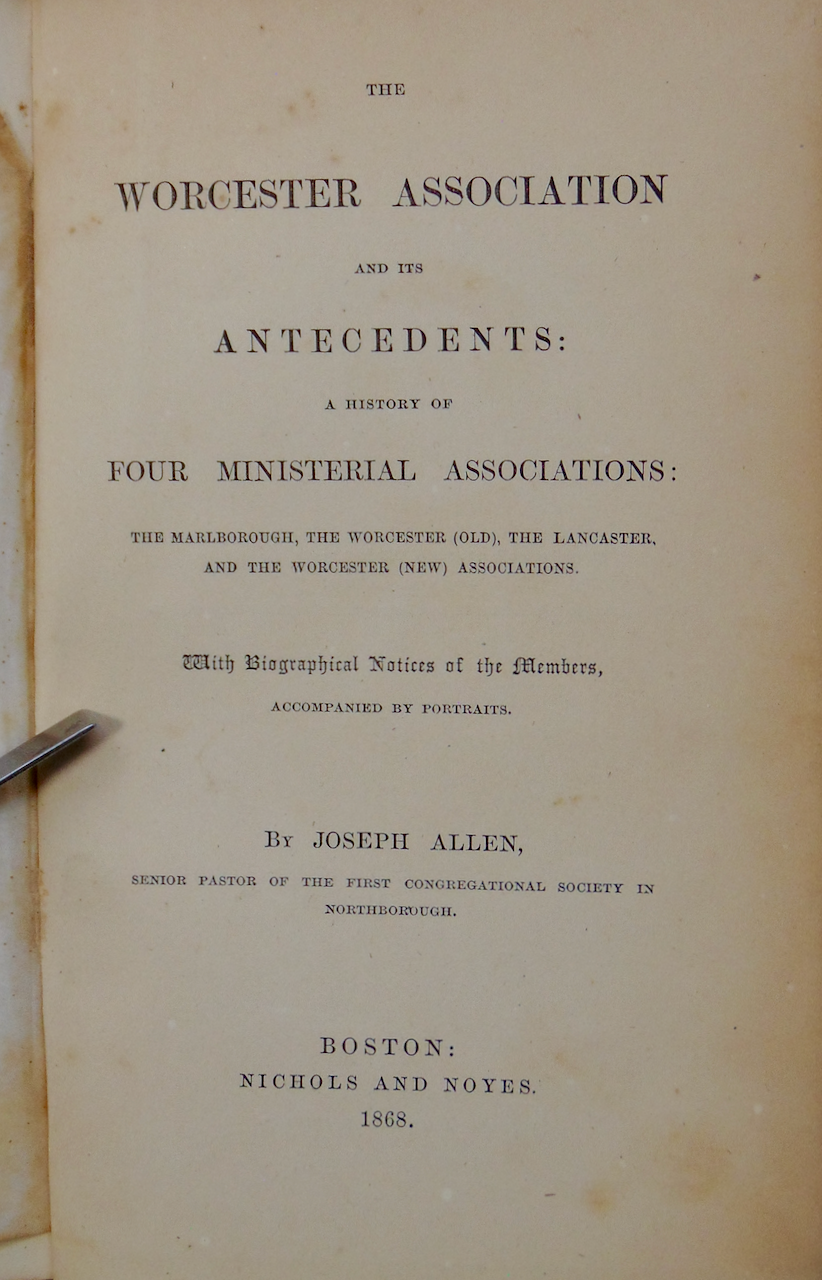 THE
WORCESTER ASSOCIATION
AND ITS
ANTECEDENTS:
A HISTORY OF
FOUR MINISTERIAL ASSOCIATIONS:
THE MARLBOROUGH, THE WORCESTER (OLD), THE LANCASTER,
AND THE WORCESTER (NEW) ASSOCIATIONS.
With Biographical Notices of the Members,
ACCOMPANIED BY PORTRAITS.
By JOSEPH ALLEN,
SENIOR PASTOR OF THE FIRST CONGREGATIONAL SOCIETY IN
NORTHBOROUGH.
BOSTON:
NICHOLS AND NOYES.
1868.